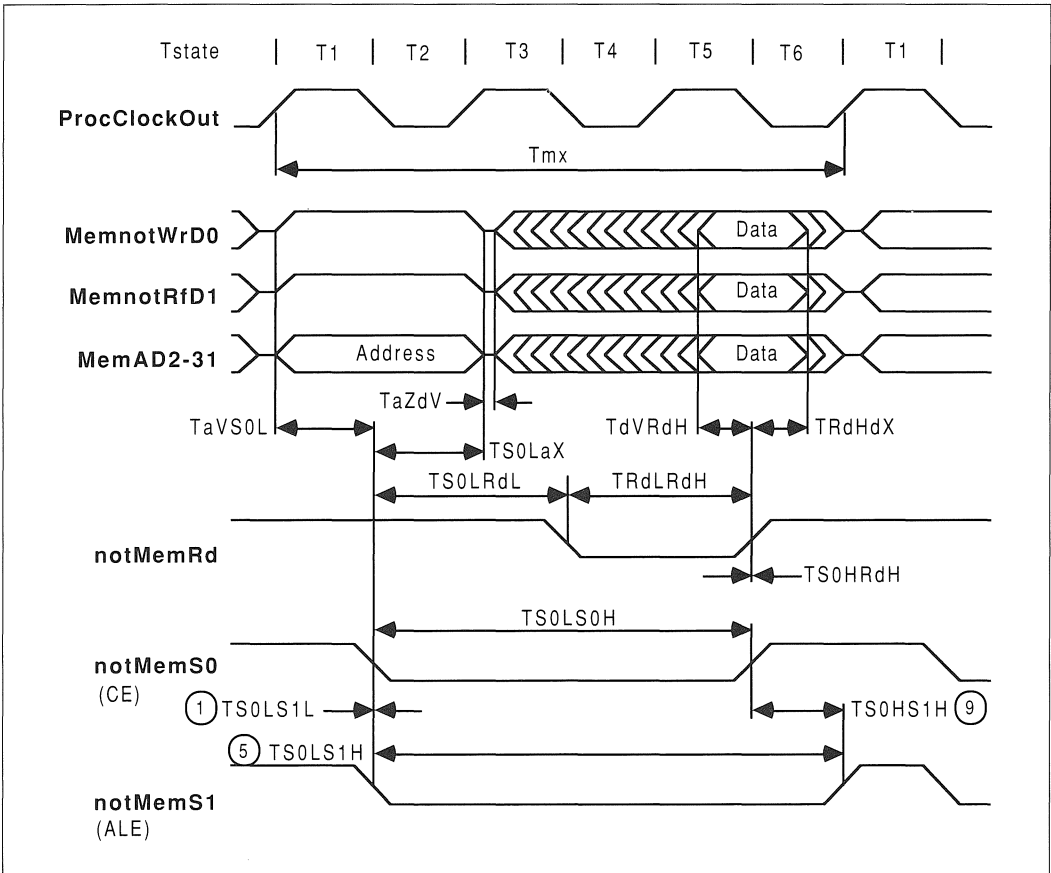 Tstate | T1 | T2 | T3 | T4 | T5 | T6 | T1 |
ProcClockOut
Tmx
MemnotWrD0 Data
MemnotRfD1 Data
MemAD2-31 Address Data
TaZdV
TaVS0L TdVRdH TRdHdX
TS0LaX
TS0LRdL TRdLRdH
notMemRd
TS0HRdH
TS0LS0H
notMemS0
(CE)
1 TS0LS1L TS0HS1H 9
5 TS0LS1H
notMemS1
(ALE)